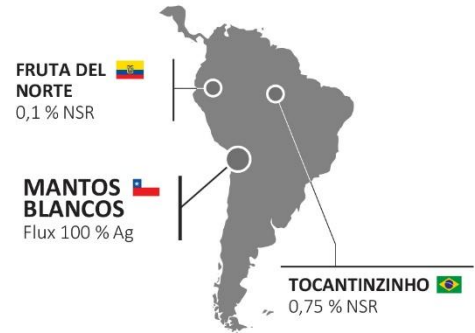 FRUTA DEL
NORTE
0,1 % NSR
MANTOS
BLANCOS
Flux 100 % Ag
TOCANTINZINHO
0,75 % NSR